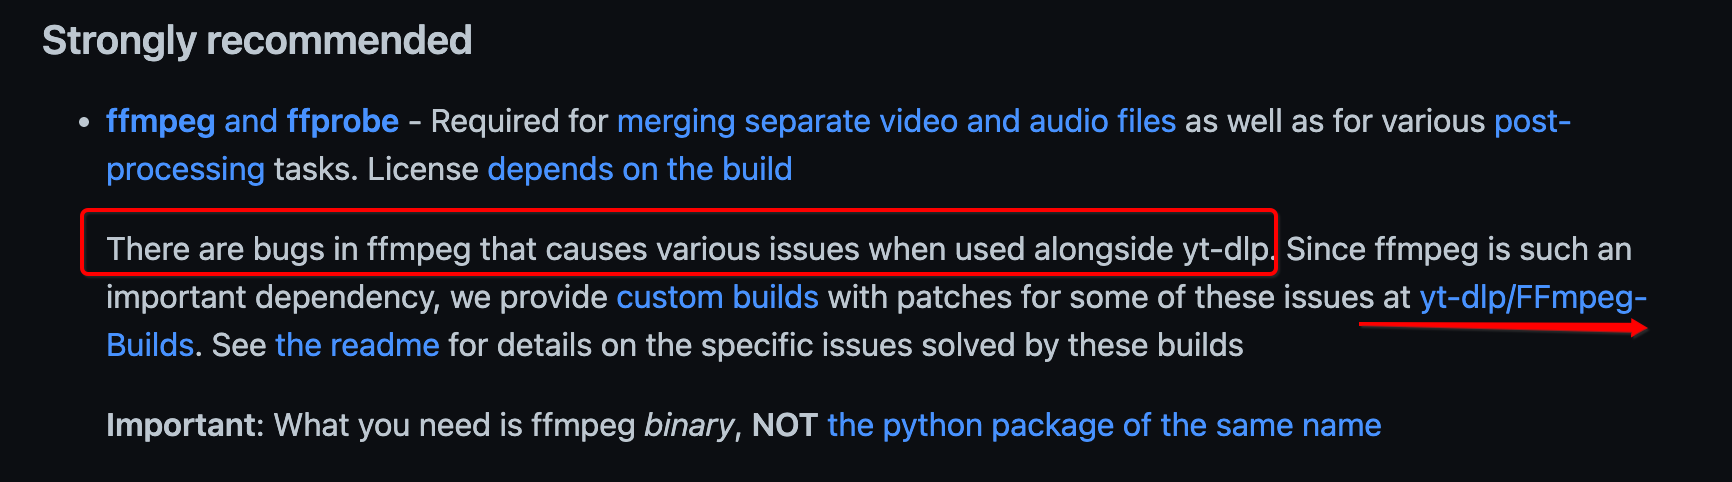 Strongly recommended
• ffmpeg and ffprobe - Required for merging separate video and audio files as well as for various post-
processing tasks. License depends on the build
There are bugs in ffmpeg that causes various issues when used alongside yt-dlp. Since ffmpeg is such an
important dependency, we provide custom builds with patches for some of these issues at yt-dlp/FFmpeg-
Builds. See the readme for details on the specific issues solved by these builds
Important: What you need is ffmpeg binary, NOT the python package of the same name